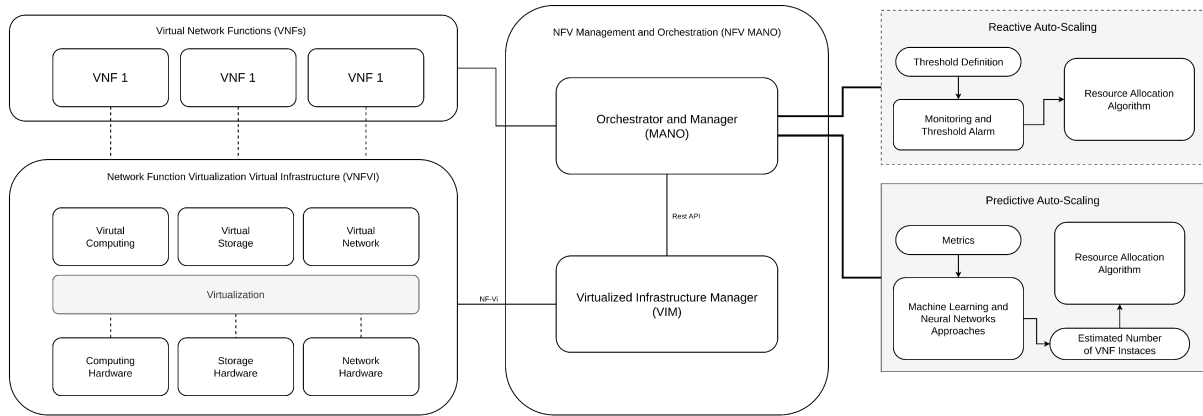 Virtual Network Functions (VNFs)
VNF 1
VNF 1
VNF 1
Network Function Virtualization Virtual Infrastructure (VNFVI)
Virutal
Computing
Virtual
Storage
Virtual
Network
Virtualization
Computing
Hardware
Storage
Hardware
Network
Hardware
NF-Vi
NFV Management and Orchestration (NFV MANO)
Orchestrator and Manager
(MANO)
Rest API
Virtualized Infrastructure Manager
(VIM)
Reactive Auto-Scaling
Threshold Definition
Monitoring and
Threshold Alarm
Resource Allocation
Algorithm
Predictive Auto-Scaling
Metrics
Machine Learning and
Neural Networks
Approaches
Resource Allocation
Algorithm
Estimated Number
of VNF Instaces